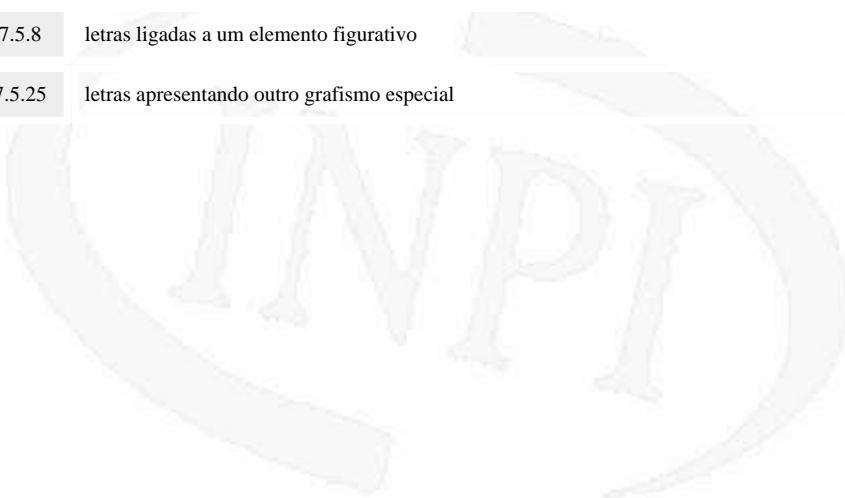 7.5.8 letras ligadas a um elemento figurativo
7.5.25 letras apresentando outro grafismo especial
INPI